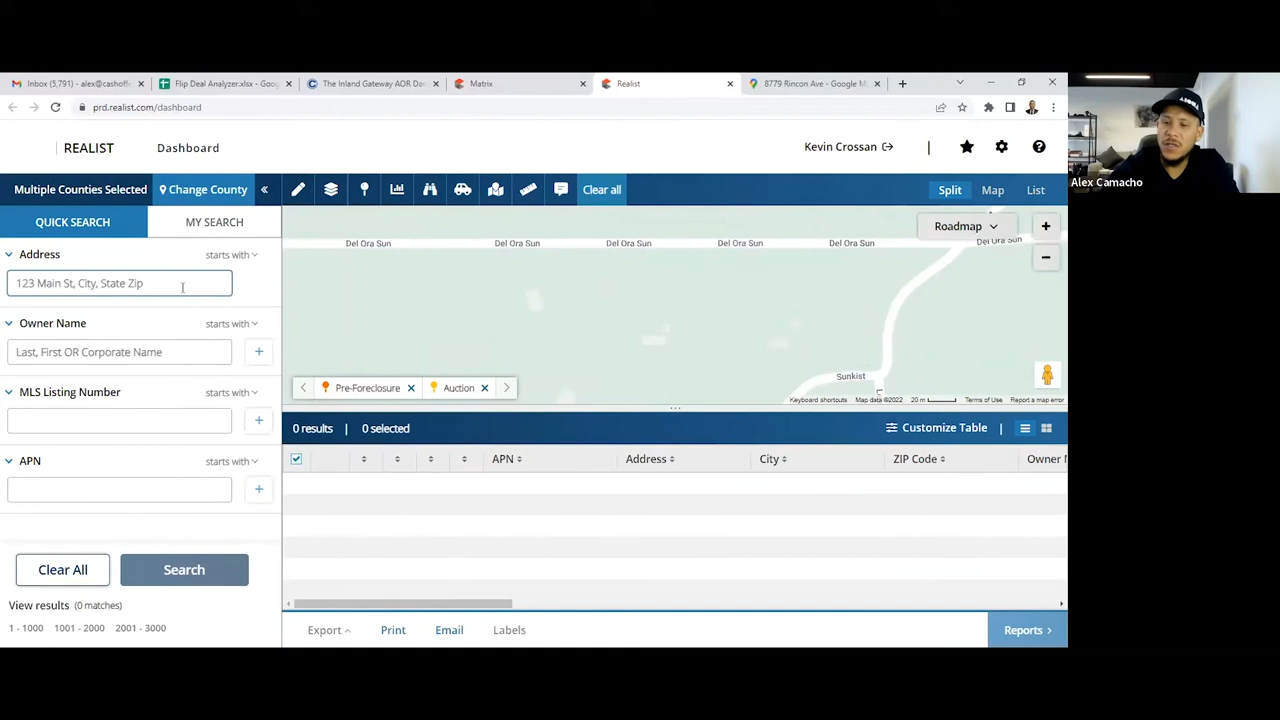 Inbox (5,791) - alex@cashoff
Flip Deal Analyzer.xlsx - Goog
The Inland Gateway AOR Das
Matrix
Realist
8779 Rincon Ave - Google M
prd.realist.com/dashboard
REALIST
Dashboard
Kevin Crossan
Multiple Counties Selected
Change County
Clear all
Split
Map
List
QUICK SEARCH
MY SEARCH
Address
starts with
123 Main St, City, State Zip
Owner Name
starts with
Last, First OR Corporate Name
MLS Listing Number
starts with
APN
starts with
Clear All
Search
View results (0 matches)
1 - 1000 1001 - 2000 2001 - 3000
Roadmap
Del Ora Sun Del Ora Sun Del Ora Sun Del Ora Sun Del Ora Sun Del Ora Sun
Sunkist
Pre-Foreclosure
Auction
Keyboard shortcuts Map data ©2022 20 m Terms of Use Report a map error
0 results | 0 selected
Customize Table
APN Address City ZIP Code Owner N
Export Print Email Labels
Reports
Alex Camacho